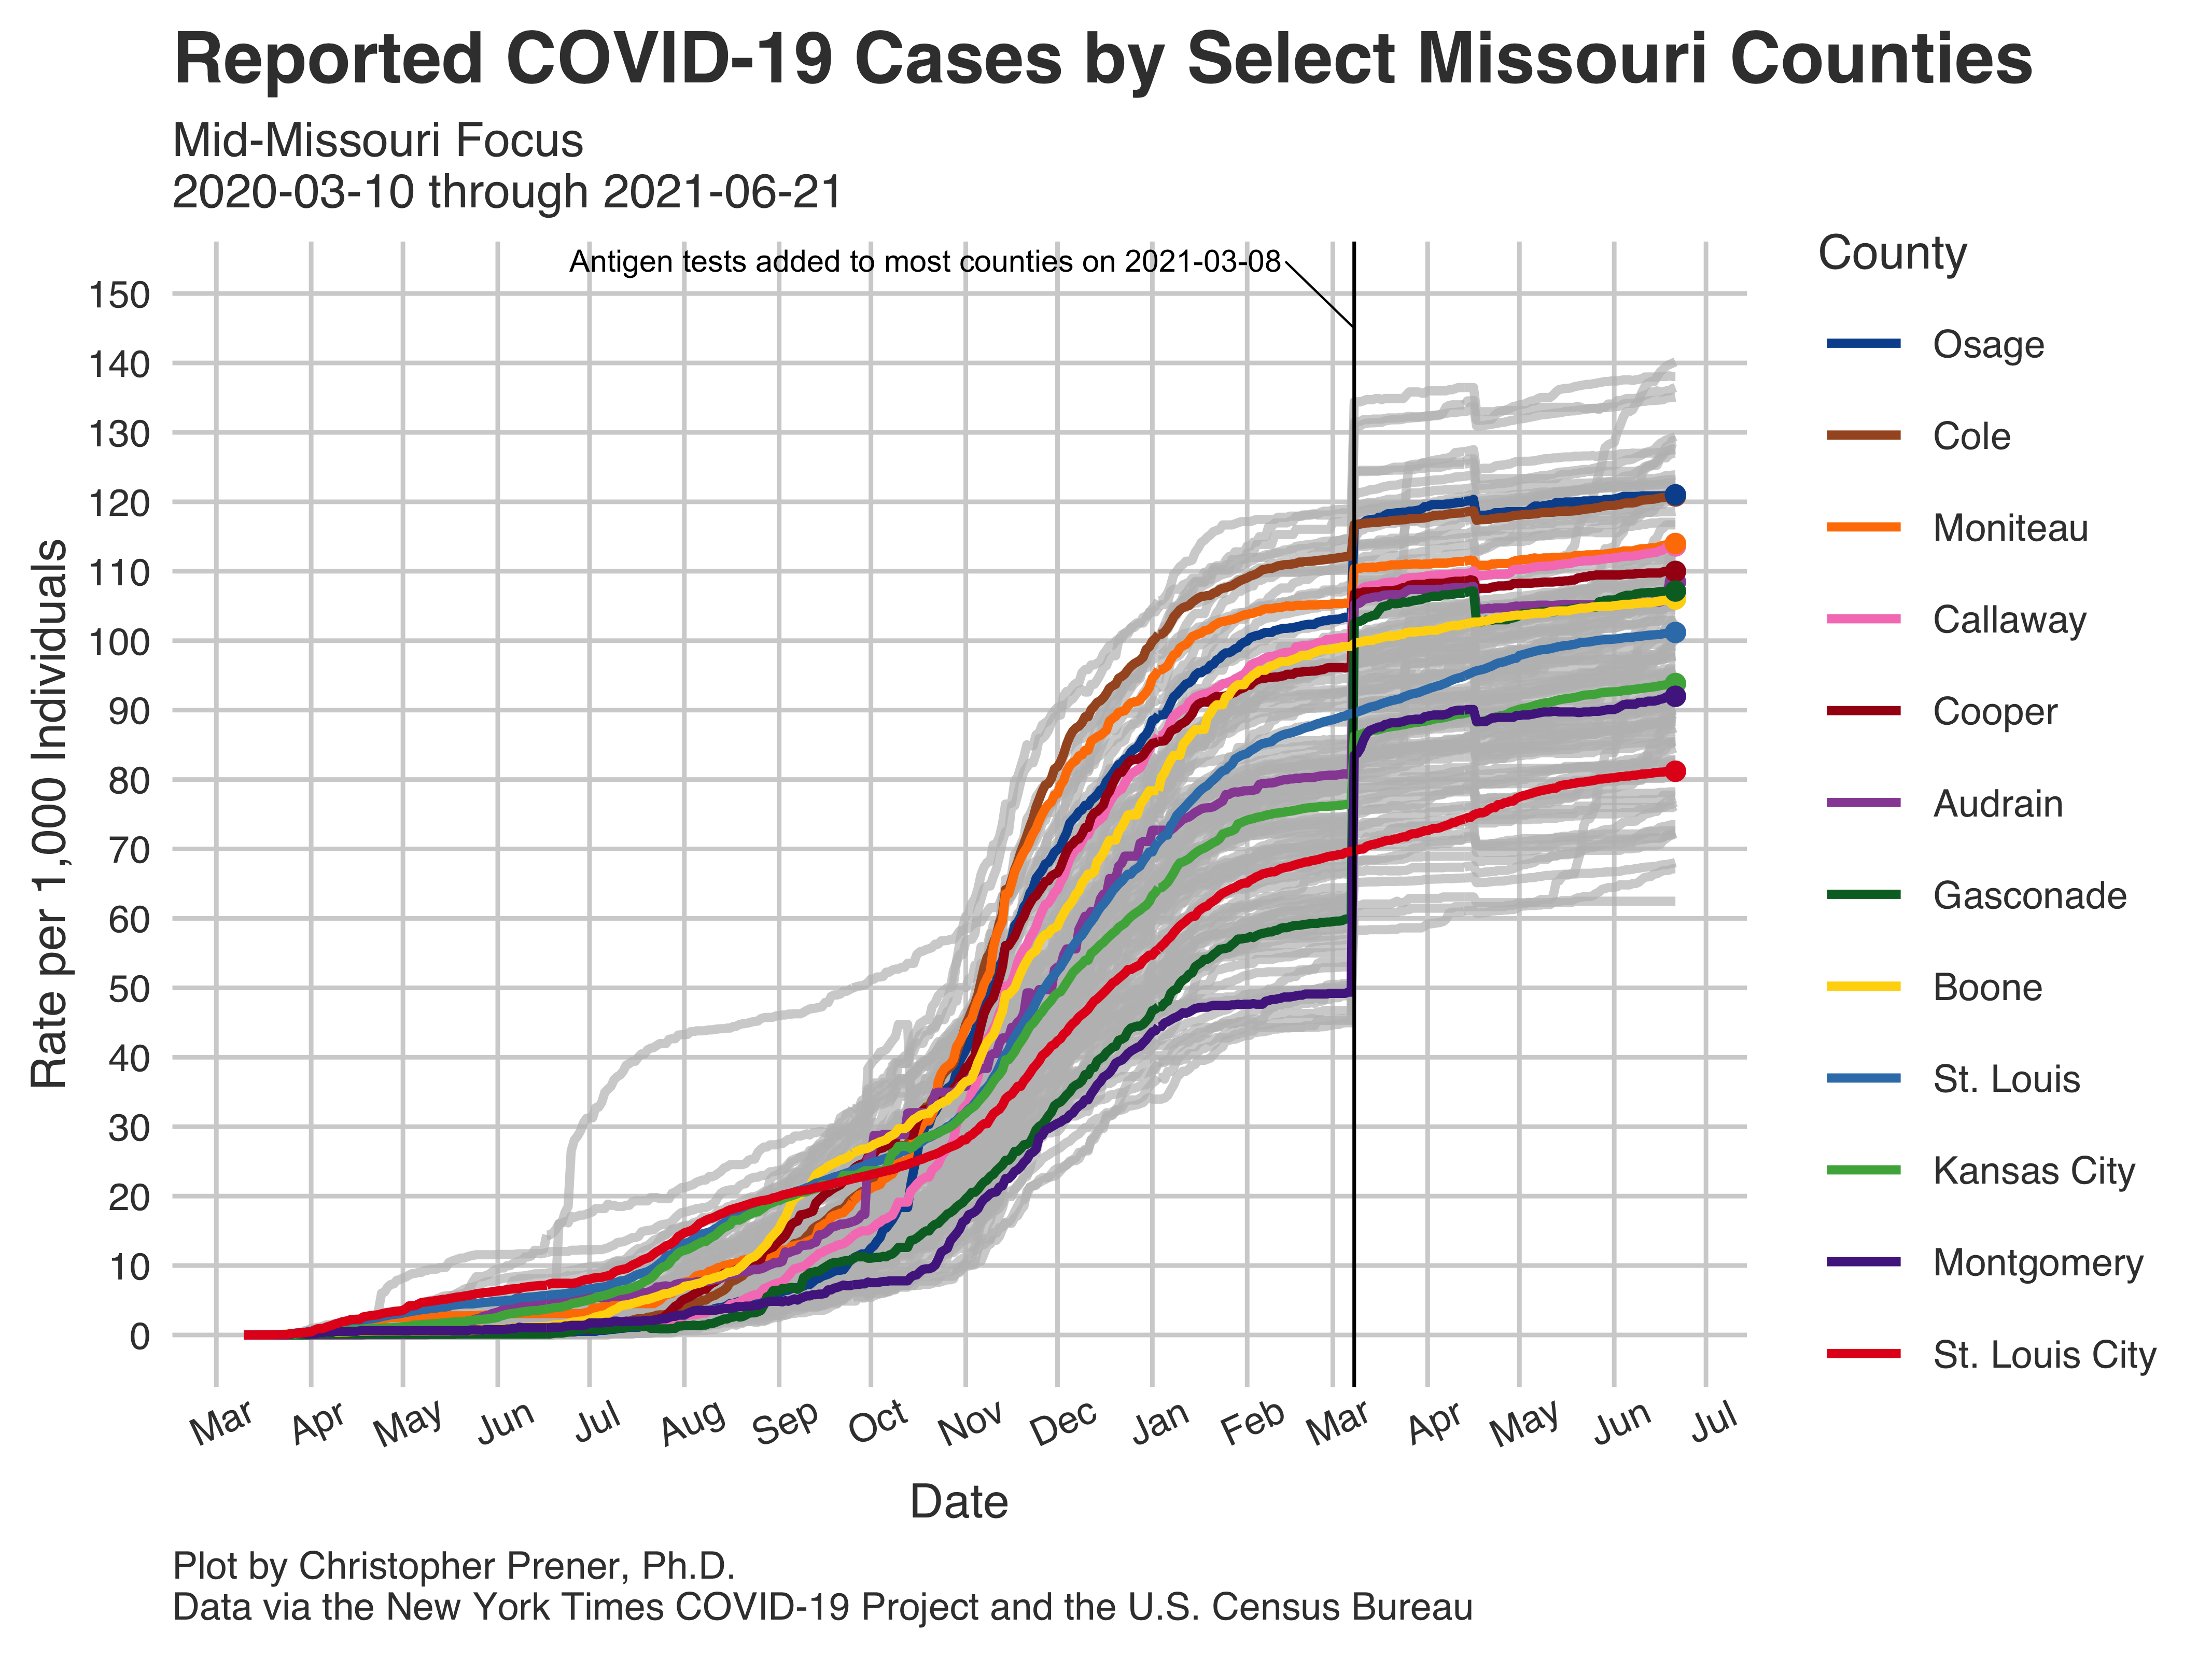 Reported COVID-19 Cases by Select Missouri Counties
Mid-Missouri Focus
2020-03-10 through 2021-06-21
Antigen tests added to most counties on 2021-03-08
150
140
130
120
110
100
90
80
70
60
50
40
30
20
10
0
Rate per 1,000 Individuals
Mar
Apr
May
Jun
Jul
Aug
Sep
Oct
Nov
Dec
Jan
Feb
Mar
Apr
May
Jun
Jul
Date
County
Osage
Cole
Moniteau
Callaway
Cooper
Audrain
Gasconade
Boone
St. Louis
Kansas City
Montgomery
St. Louis City
Plot by Christopher Prener, Ph.D.
Data via the New York Times COVID-19 Project and the U.S. Census Bureau